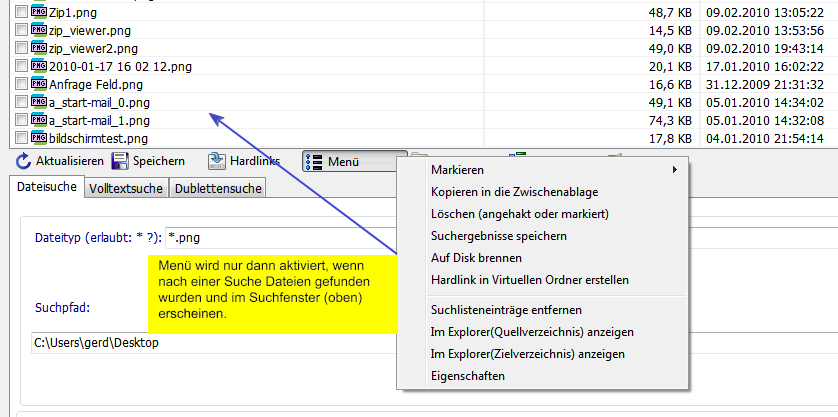 Zip1.png 48,7 KB 09.02.2010 13:05:22
zip_viewer.png 14,5 KB 09.02.2010 13:53:56
zip_viewer2.png 49,0 KB 09.02.2010 19:43:14
2010-01-17 16 02 12.png 20,1 KB 17.01.2010 16:02:22
Anfrage Feld.png 16,6 KB 31.12.2009 21:31:32
a_start-mail_0.png 49,1 KB 05.01.2010 14:34:02
a_start-mail_1.png 74,3 KB 05.01.2010 14:32:08
bildschirmtest.png 17,8 KB 04.01.2010 21:54:14
Aktualisieren Speichern Hardlinks Menü
Dateisuche Volltextsuche Dublettensuche
Dateityp (erlaubt: * ?): *.png
Menü wird nur dann aktiviert, wenn
nach einer Suche Dateien gefunden
wurden und im Suchfenster (oben)
erscheinen.
Suchpfad:
C:\Users\gerd\Desktop
Markieren
Kopieren in die Zwischenablage
Löschen (angehakt oder markiert)
Suchergebnisse speichern
Auf Disk brennen
Hardlink in Virtuellen Ordner erstellen
Suchlisteneinträge entfernen
Im Explorer(Quellverzeichnis) anzeigen
Im Explorer(Zielverzeichnis) anzeigen
Eigenschaften